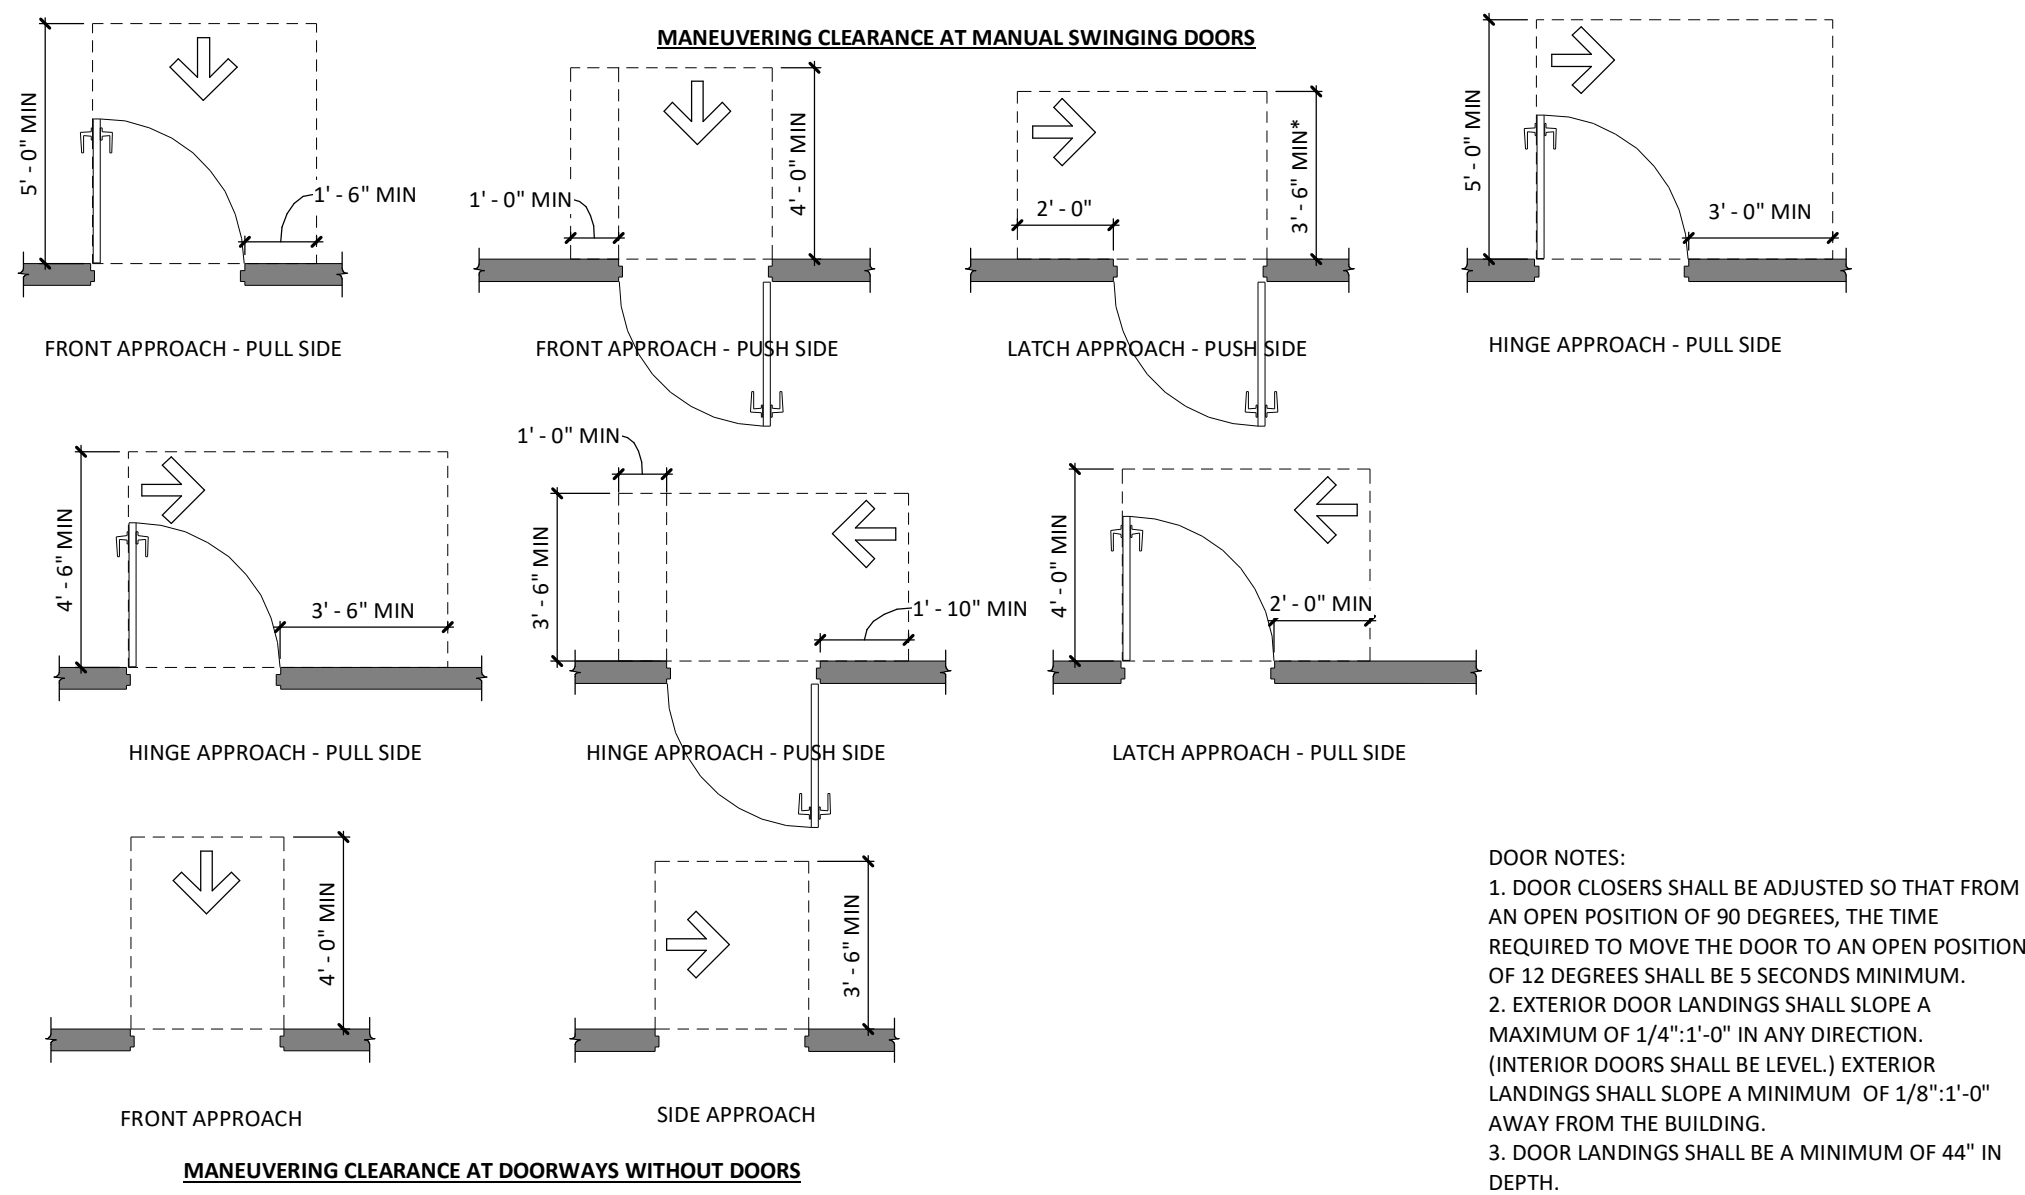 MANEUVERING CLEARANCE AT MANUAL SWINGING DOORS
5' - 0" MIN
1' - 6" MIN
FRONT APPROACH - PULL SIDE
1' - 0" MIN
4' - 0" MIN
FRONT APPROACH - PUSH SIDE
2' - 0"
3' - 6" MIN*
LATCH APPROACH - PUSH SIDE
5' - 0" MIN
3' - 0" MIN
HINGE APPROACH - PULL SIDE
4' - 6" MIN
3' - 6" MIN
HINGE APPROACH - PULL SIDE
1' - 0" MIN
3' - 6" MIN
1' - 10" MIN
HINGE APPROACH - PUSH SIDE
4' - 0" MIN
2' - 0" MIN
LATCH APPROACH - PULL SIDE
4' - 0" MIN
FRONT APPROACH
3' - 6" MIN
SIDE APPROACH
MANEUVERING CLEARANCE AT DOORWAYS WITHOUT DOORS
DOOR NOTES:
1. DOOR CLOSERS SHALL BE ADJUSTED SO THAT FROM
AN OPEN POSITION OF 90 DEGREES, THE TIME
REQUIRED TO MOVE THE DOOR TO AN OPEN POSITION
OF 12 DEGREES SHALL BE 5 SECONDS MINIMUM.
2. EXTERIOR DOOR LANDINGS SHALL SLOPE A
MAXIMUM OF 1/4":1'-0" IN ANY DIRECTION.
(INTERIOR DOORS SHALL BE LEVEL.) EXTERIOR
LANDINGS SHALL SLOPE A MINIMUM OF 1/8":1'-0"
AWAY FROM THE BUILDING.
3. DOOR LANDINGS SHALL BE A MINIMUM OF 44" IN
DEPTH.